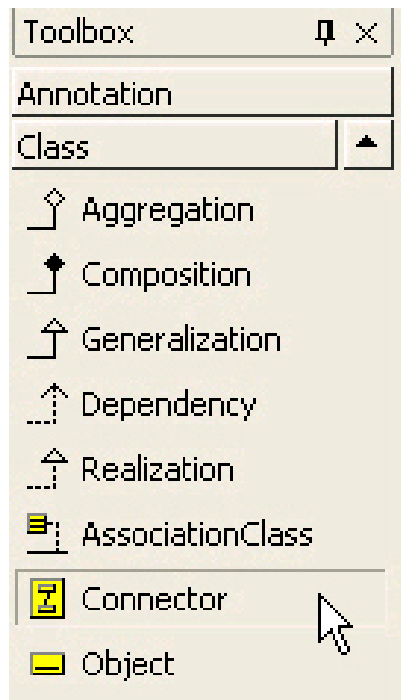 Toolbox
Annotation
Class
Aggregation
Composition
Generalization
Dependency
Realization
AssociationClass
Connector
Object